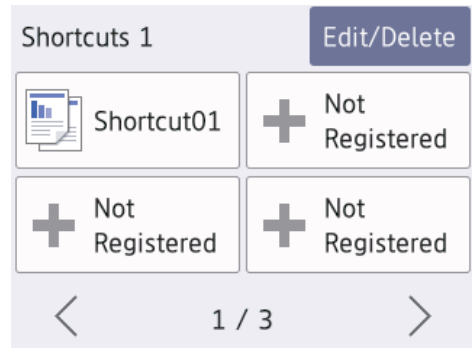 Shortcuts 1
Edit/Delete
Shortcut01
Not
Registered
Not
Registered
Not
Registered
1 / 3